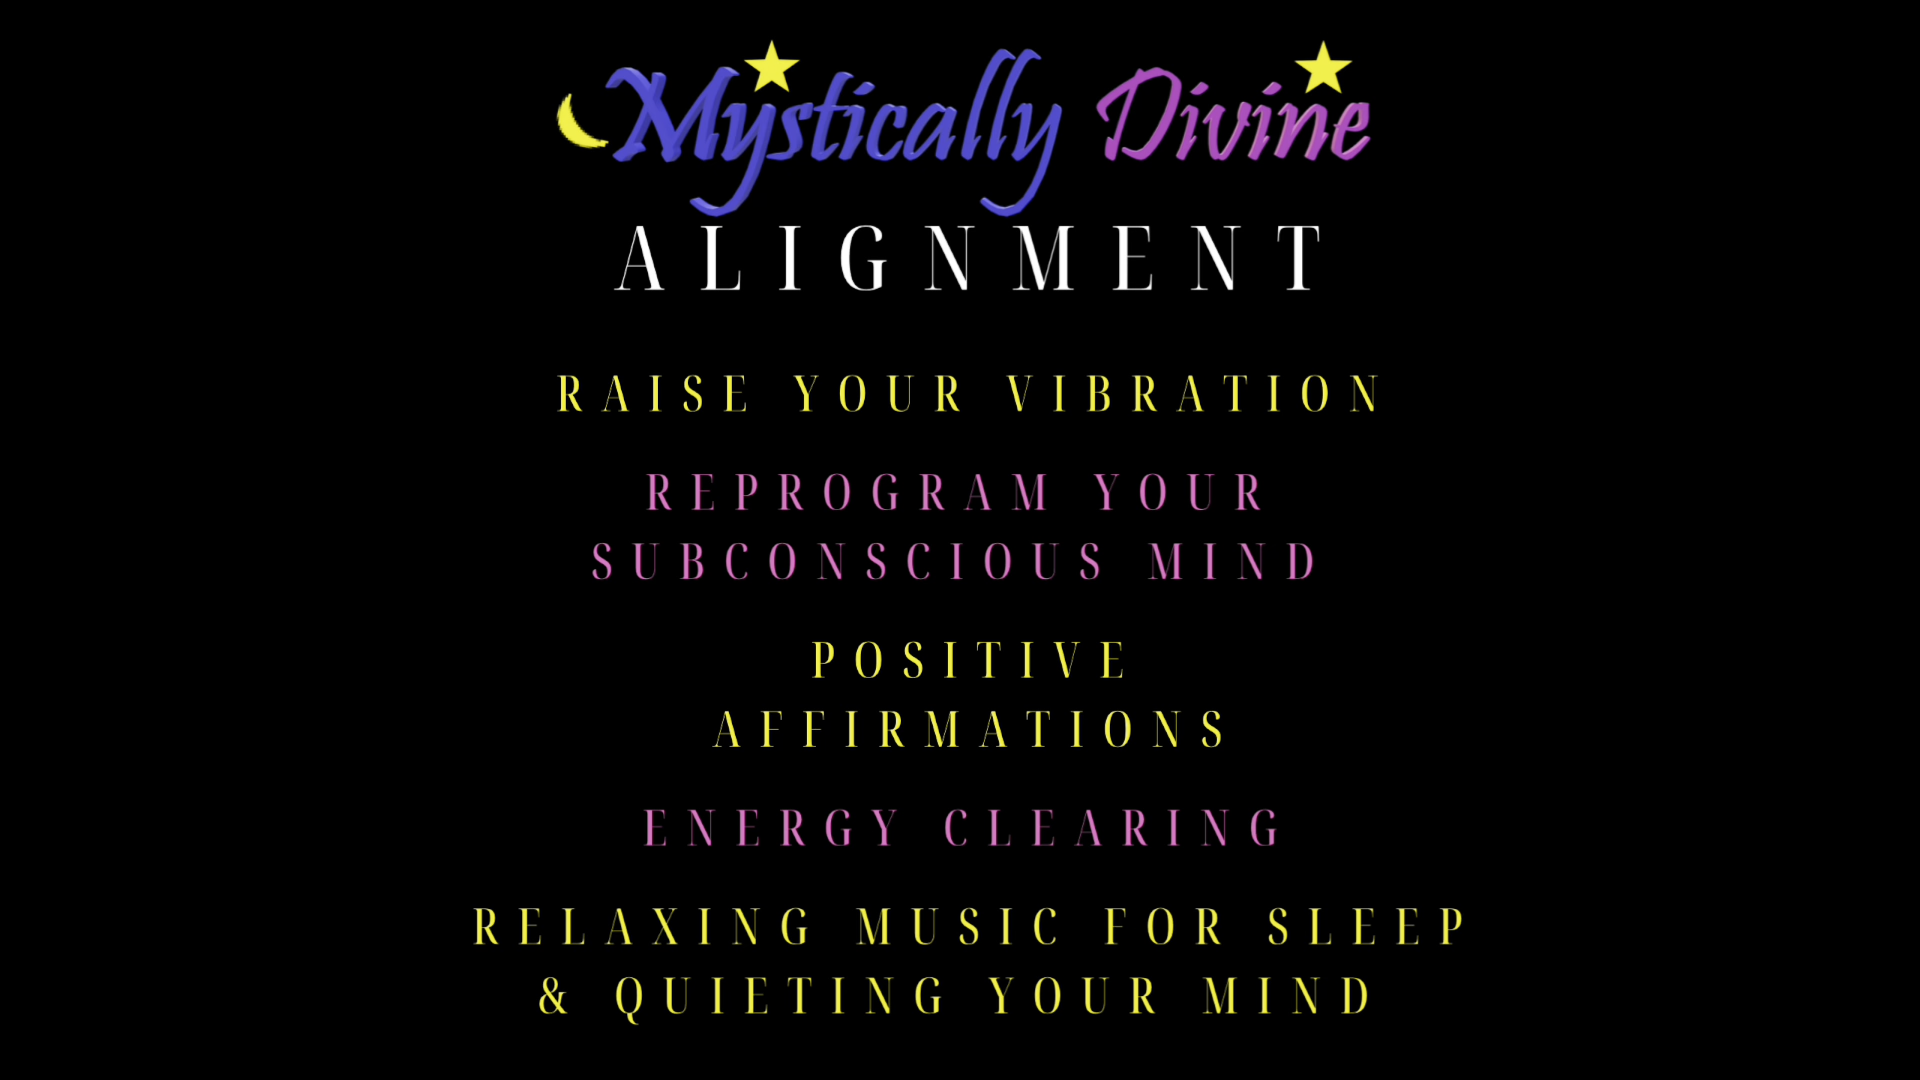 Mystically Divine
ALIGNMENT
RAISE YOUR VIBRATION
REPROGRAM YOUR
SUBCONSCIOUS MIND
POSITIVE
AFFIRMATIONS
ENERGY CLEARING
RELAXING MUSIC FOR SLEEP
& QUIETING YOUR MIND